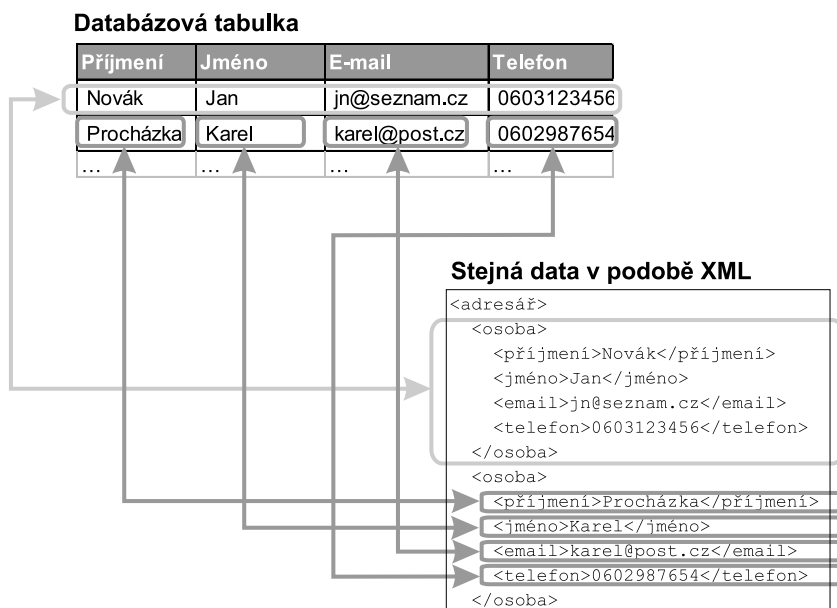 Databázová tabulka
Příjmení Jméno E-mail Telefon
Novák Jan jn@seznam.cz 0603123456
Procházka Karel karel@post.cz 0602987654
... ... ... ...
Stejná data v podobě XML
<adresář>
<osoba>
<příjmení>Novák</příjmení>
<jméno>Jan</jméno>
<email>jn@seznam.cz</email>
<telefon>0603123456</telefon>
</osoba>
<osoba>
<příjmení>Procházka</příjmení>
<jméno>Karel</jméno>
<email>karel@post.cz</email>
<telefon>0602987654</telefon>
</osoba>